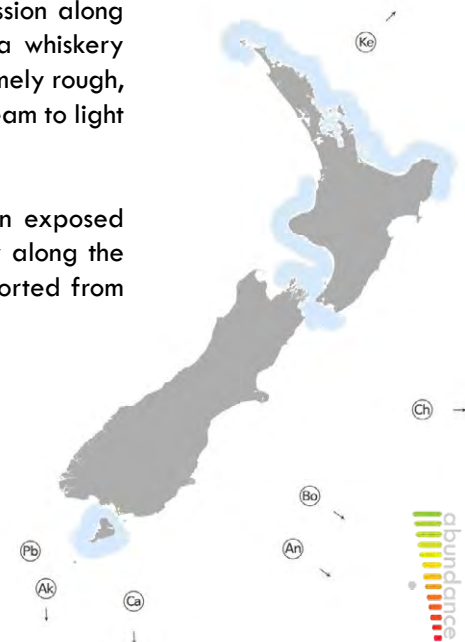 ssion along
a whiskery
mely rough,
eam to light
n exposed
along the
orted from
Ke
Ch
Bo
An
Pb
Ak
Ca
abundance